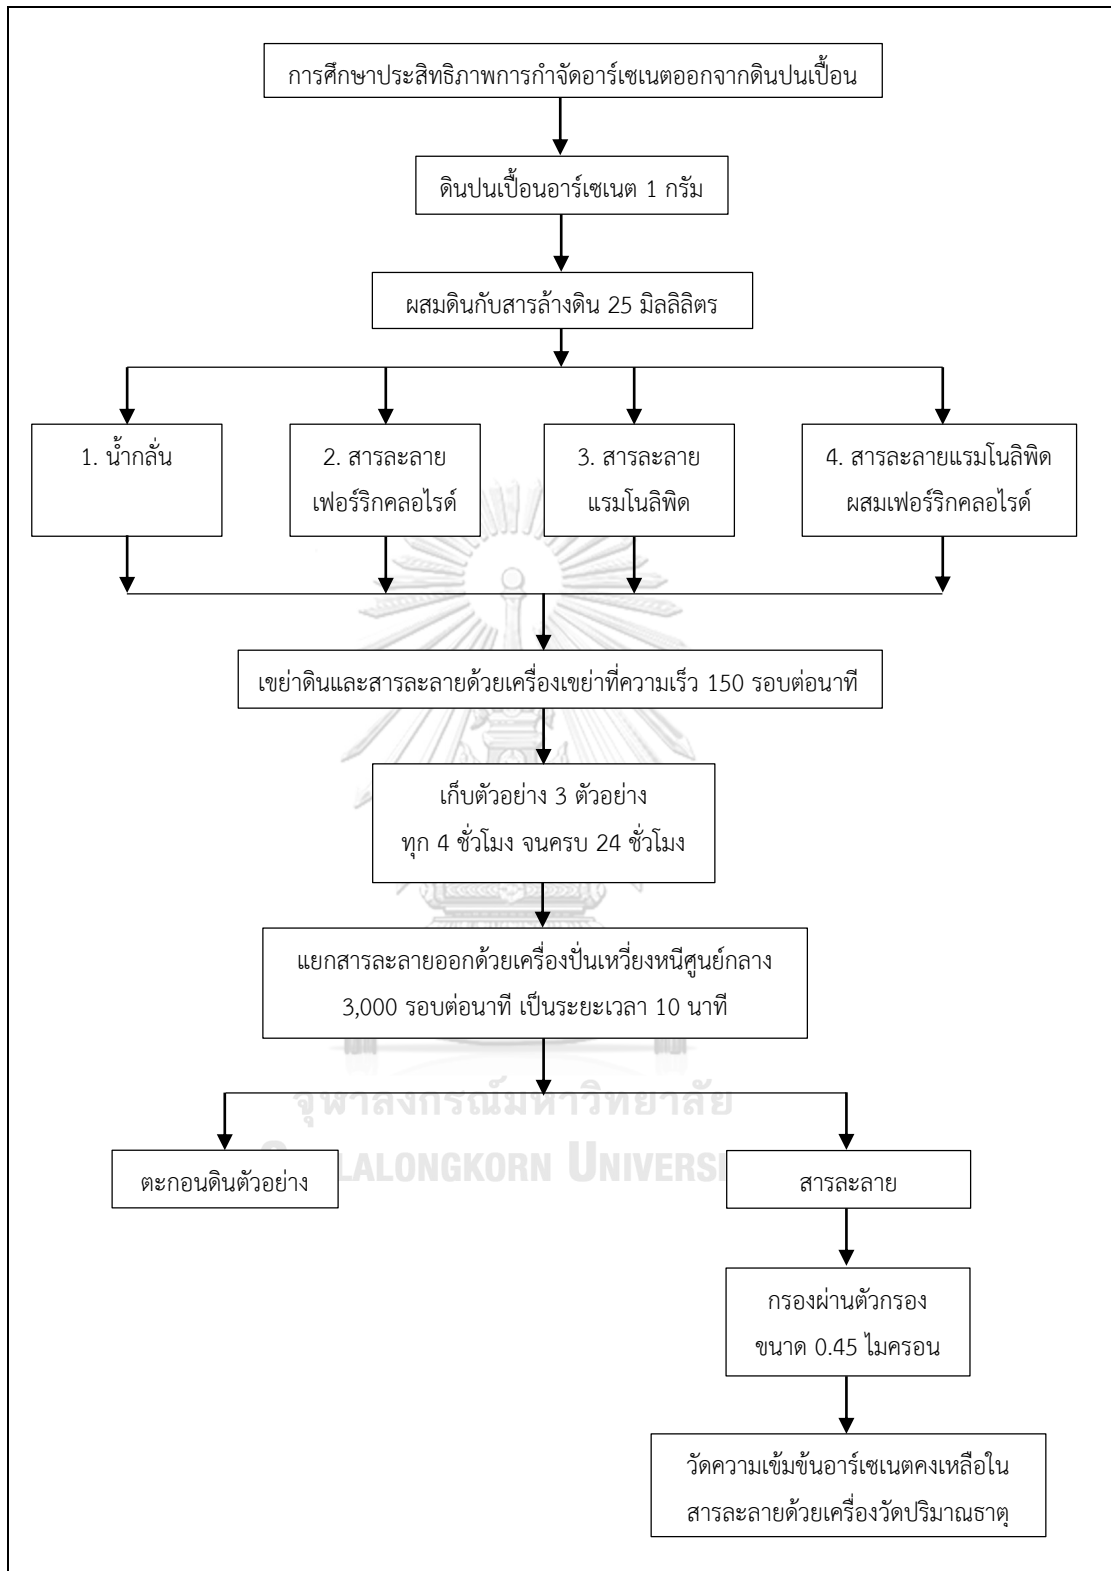 การศึกษาประสิทธิภาพการกำจัดอาร์เซเนตออกจากดินปนเปื้อน
ดินปนเปื้อนอาร์เซเนต 1 กรัม
ผสมดินกับสารล้างดิน 25 มิลลิลิตร
1. น้ำกลั่น
2. สารละลาย
เฟอร์ริกคลอไรด์
3. สารละลาย
แรมโนลิพิด
4. สารละลายแรมโนลิพิด
ผสมเฟอร์ริกคลอไรด์
เขย่าดินและสารละลายด้วยเครื่องเขย่าที่ความเร็ว 150 รอบต่อนาที
เก็บตัวอย่าง 3 ตัวอย่าง
ทุก 4 ชั่วโมง จนครบ 24 ชั่วโมง
แยกสารละลายออกด้วยเครื่องปั่นเหวี่ยงหนีศูนย์กลาง
3,000 รอบต่อนาที เป็นระยะเวลา 10 นาที
จุฬาลงกรณ์มหาวิทยาลัย
LALONGKORN UNIVERSI
ตะกอนดินตัวอย่าง
สารละลาย
กรองผ่านตัวกรอง
ขนาด 0.45 ไมครอน
วัดความเข้มข้นอาร์เซเนตคงเหลือใน
สารละลายด้วยเครื่องวัดปริมาณธาตุ